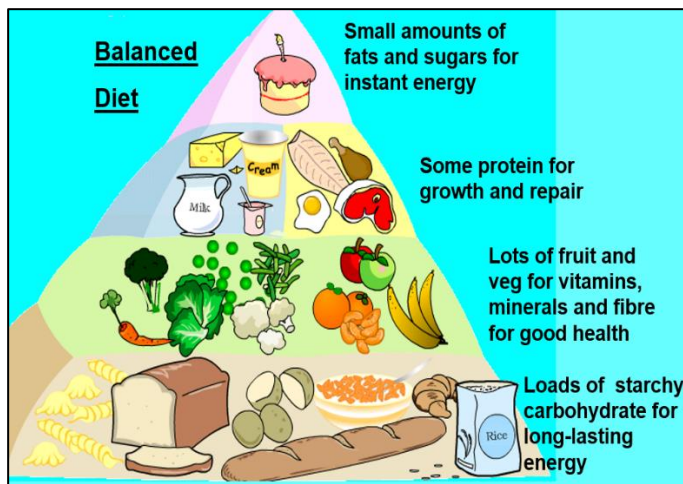 Balanced
Diet
Small amounts of
fats and sugars for
instant energy
Cream
Milk
Some protein for
growth and repair
Lots of fruit and
veg for vitamins,
minerals and fibre
for good health
Loads of starchy
carbohydrate for
long-lasting
energy
Rice